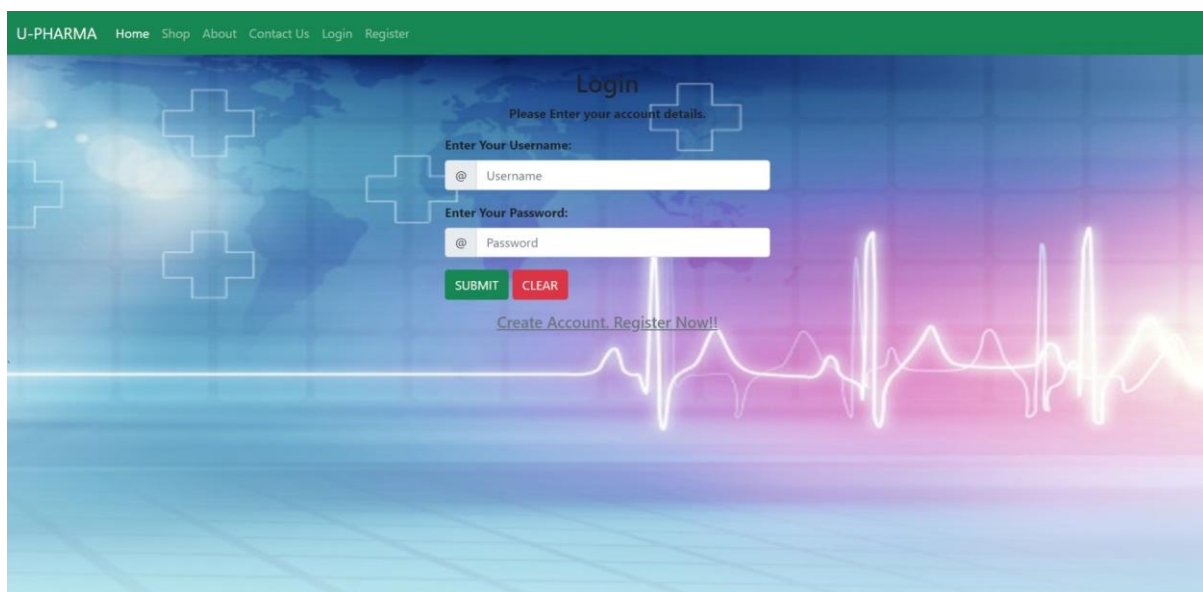 U-PHARMA Home Shop About Contact Us Login Register
Login
Please Enter your account details.
Enter Your Username:
@ Username
Enter Your Password:
@ Password
SUBMIT CLEAR
Create Account. Register Now!!